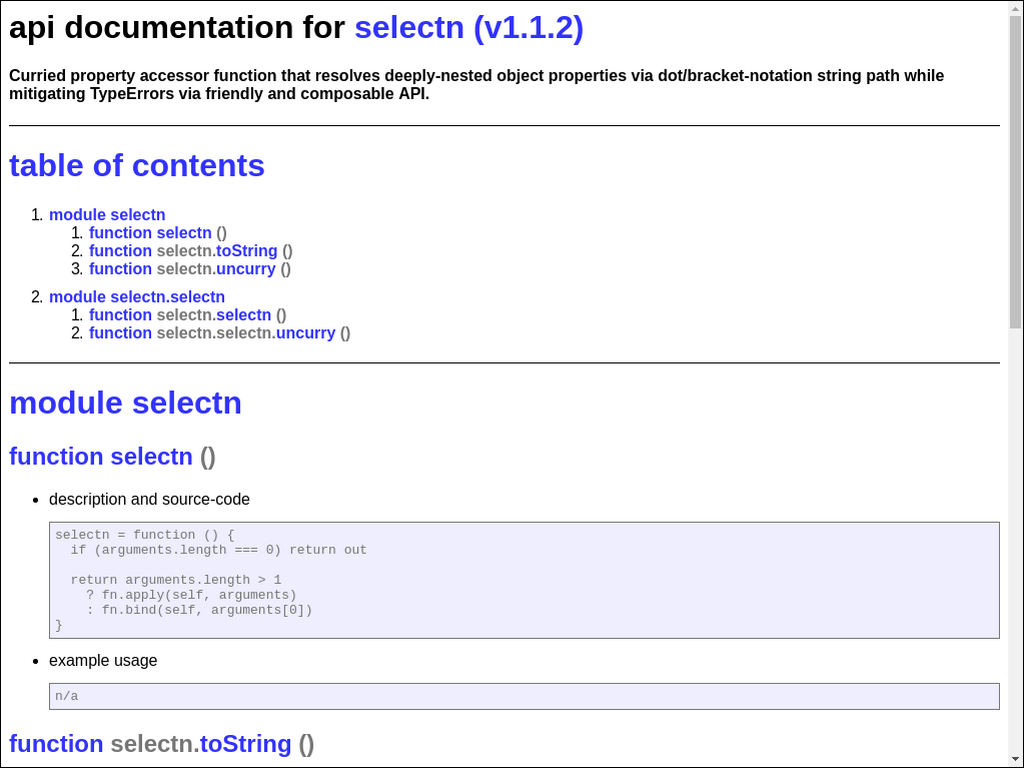 api documentation for selectn (v1.1.2)
Curried property accessor function that resolves deeply-nested object properties via dot/bracket-notation string path while
mitigating TypeErrors via friendly and composable API.
table of contents
1. module selectn
1. function selectn ()
2. function selectn.toString ()
3. function selectn.uncurry ()
2. module selectn.selectn
1. function selectn.selectn ()
2. function selectn.selectn.uncurry ()
module selectn
function selectn ()
• description and source-code
selectn = function () {
  if (arguments.length === 0) return out
  return arguments.length > 1
    ? fn.apply(self, arguments)
    : fn.bind(self, arguments[0])
}
• example usage
n/a
function selectn.toString ()